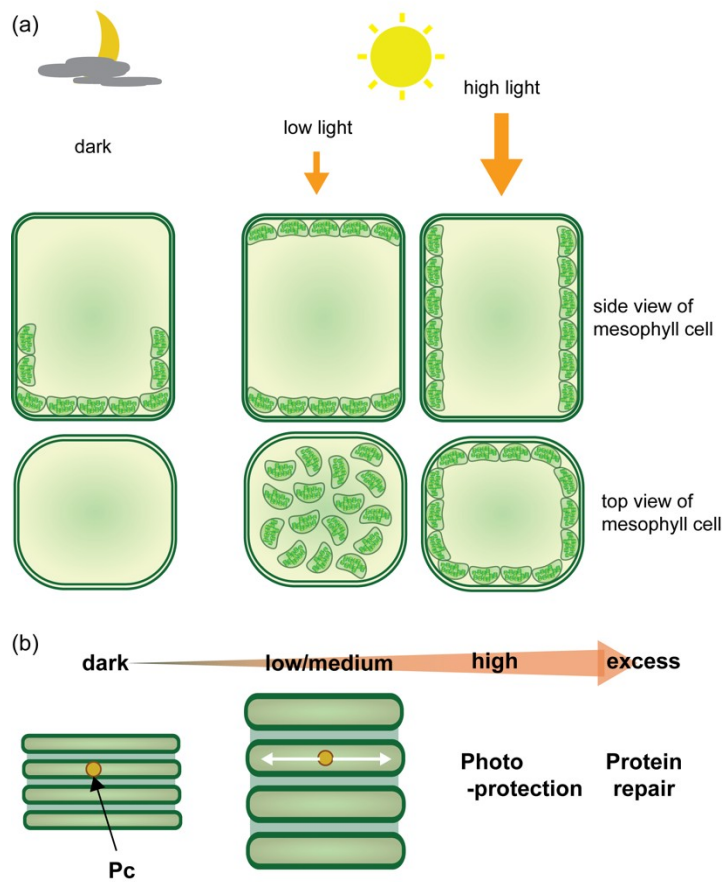 (a)
high light
low light
dark
side view of
mesophyll cell
top view of
mesophyll cell
(b)
dark
low/medium
high
excess
Photo
-protection
Protein
repair
Pc